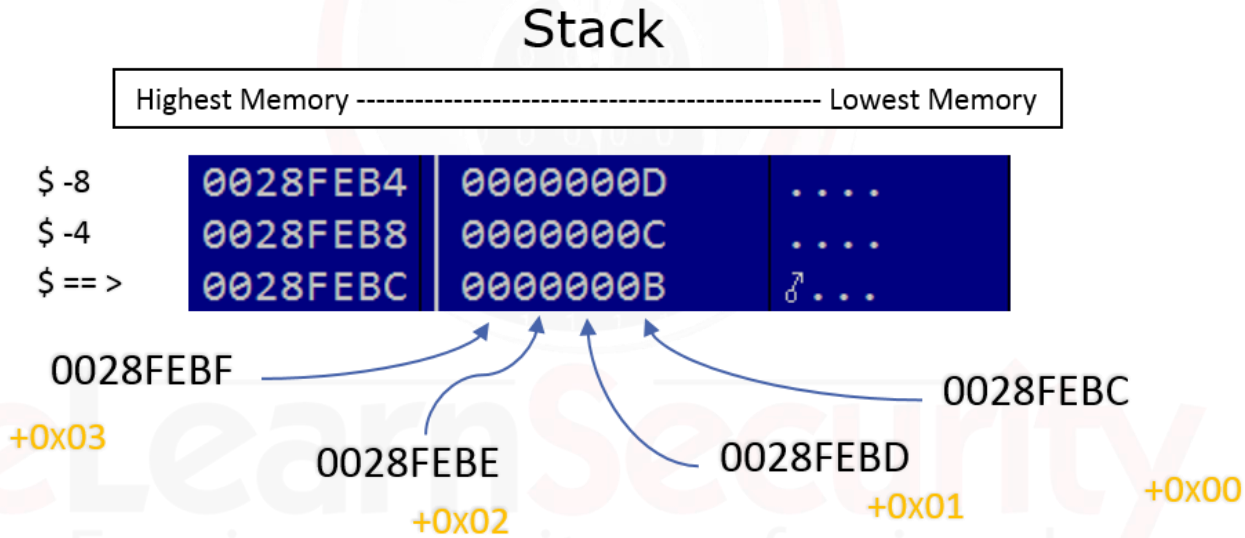 Stack
Highest Memory ------------------------------------------------ Lowest Memory
$ -8 0028FEB4 0000000D ....
$ -4 0028FEB8 0000000C ....
$ == > 0028FEBC 0000000B ♂...
0028FEBF
0028FEBC
+0x03
0028FEBE
0028FEBD
+0x02
+0x01
+0x00
eLearnSecurity